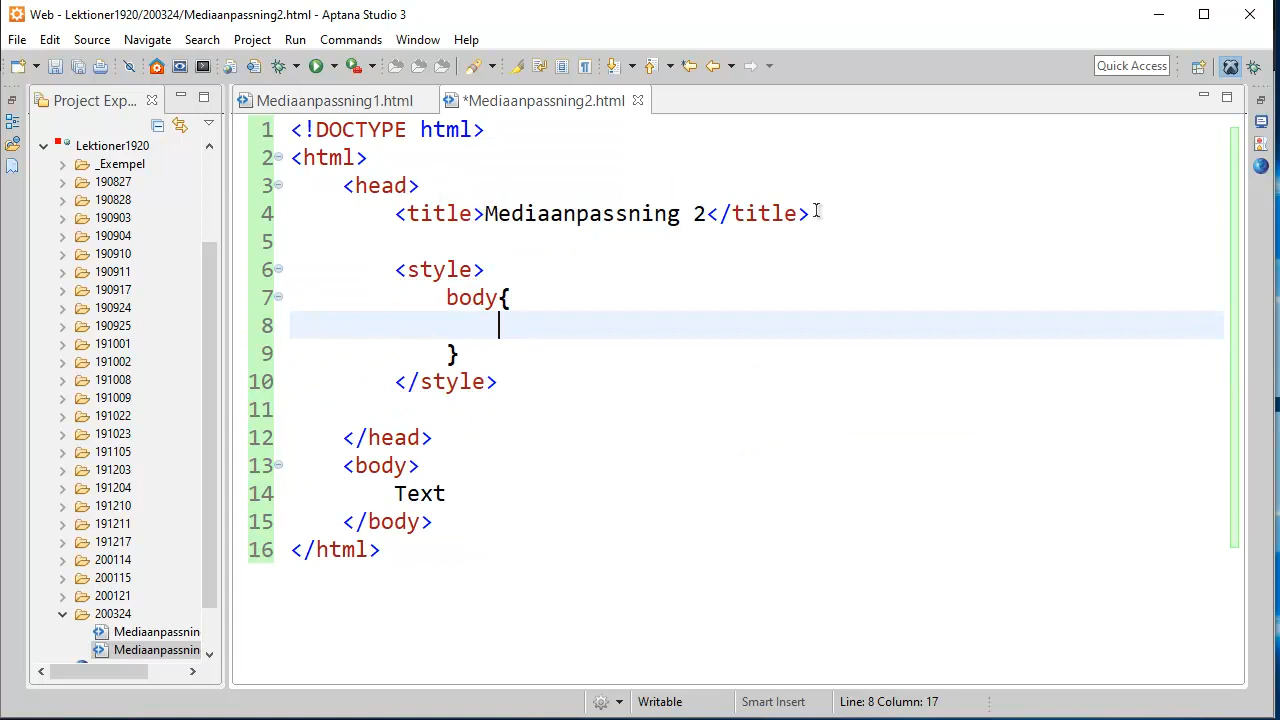 Web - Lektioner1920/200324/Mediaanpassning2.html - Aptana Studio 3
File Edit Source Navigate Search Project Run Commands Window Help
Quick Access
Project Exp...
Mediaanpassning1.html
*Mediaanpassning2.html
Lektioner1920
_Exempel
190827
190828
190903
190904
190910
190911
190917
190924
190925
191001
191002
191008
191009
191022
191023
191105
191203
191204
191210
191211
191217
200114
200115
200121
200324
Mediaanpassnin
Mediaanpassnin
1 <!DOCTYPE html>
2 <html>
3 <head>
4 <title>Mediaanpassning 2</title>
5
6 <style>
7 body{
8
9 }
10 </style>
11
12 </head>
13 <body>
14 Text
15 </body>
16 </html>
Writable Smart Insert Line: 8 Column: 17